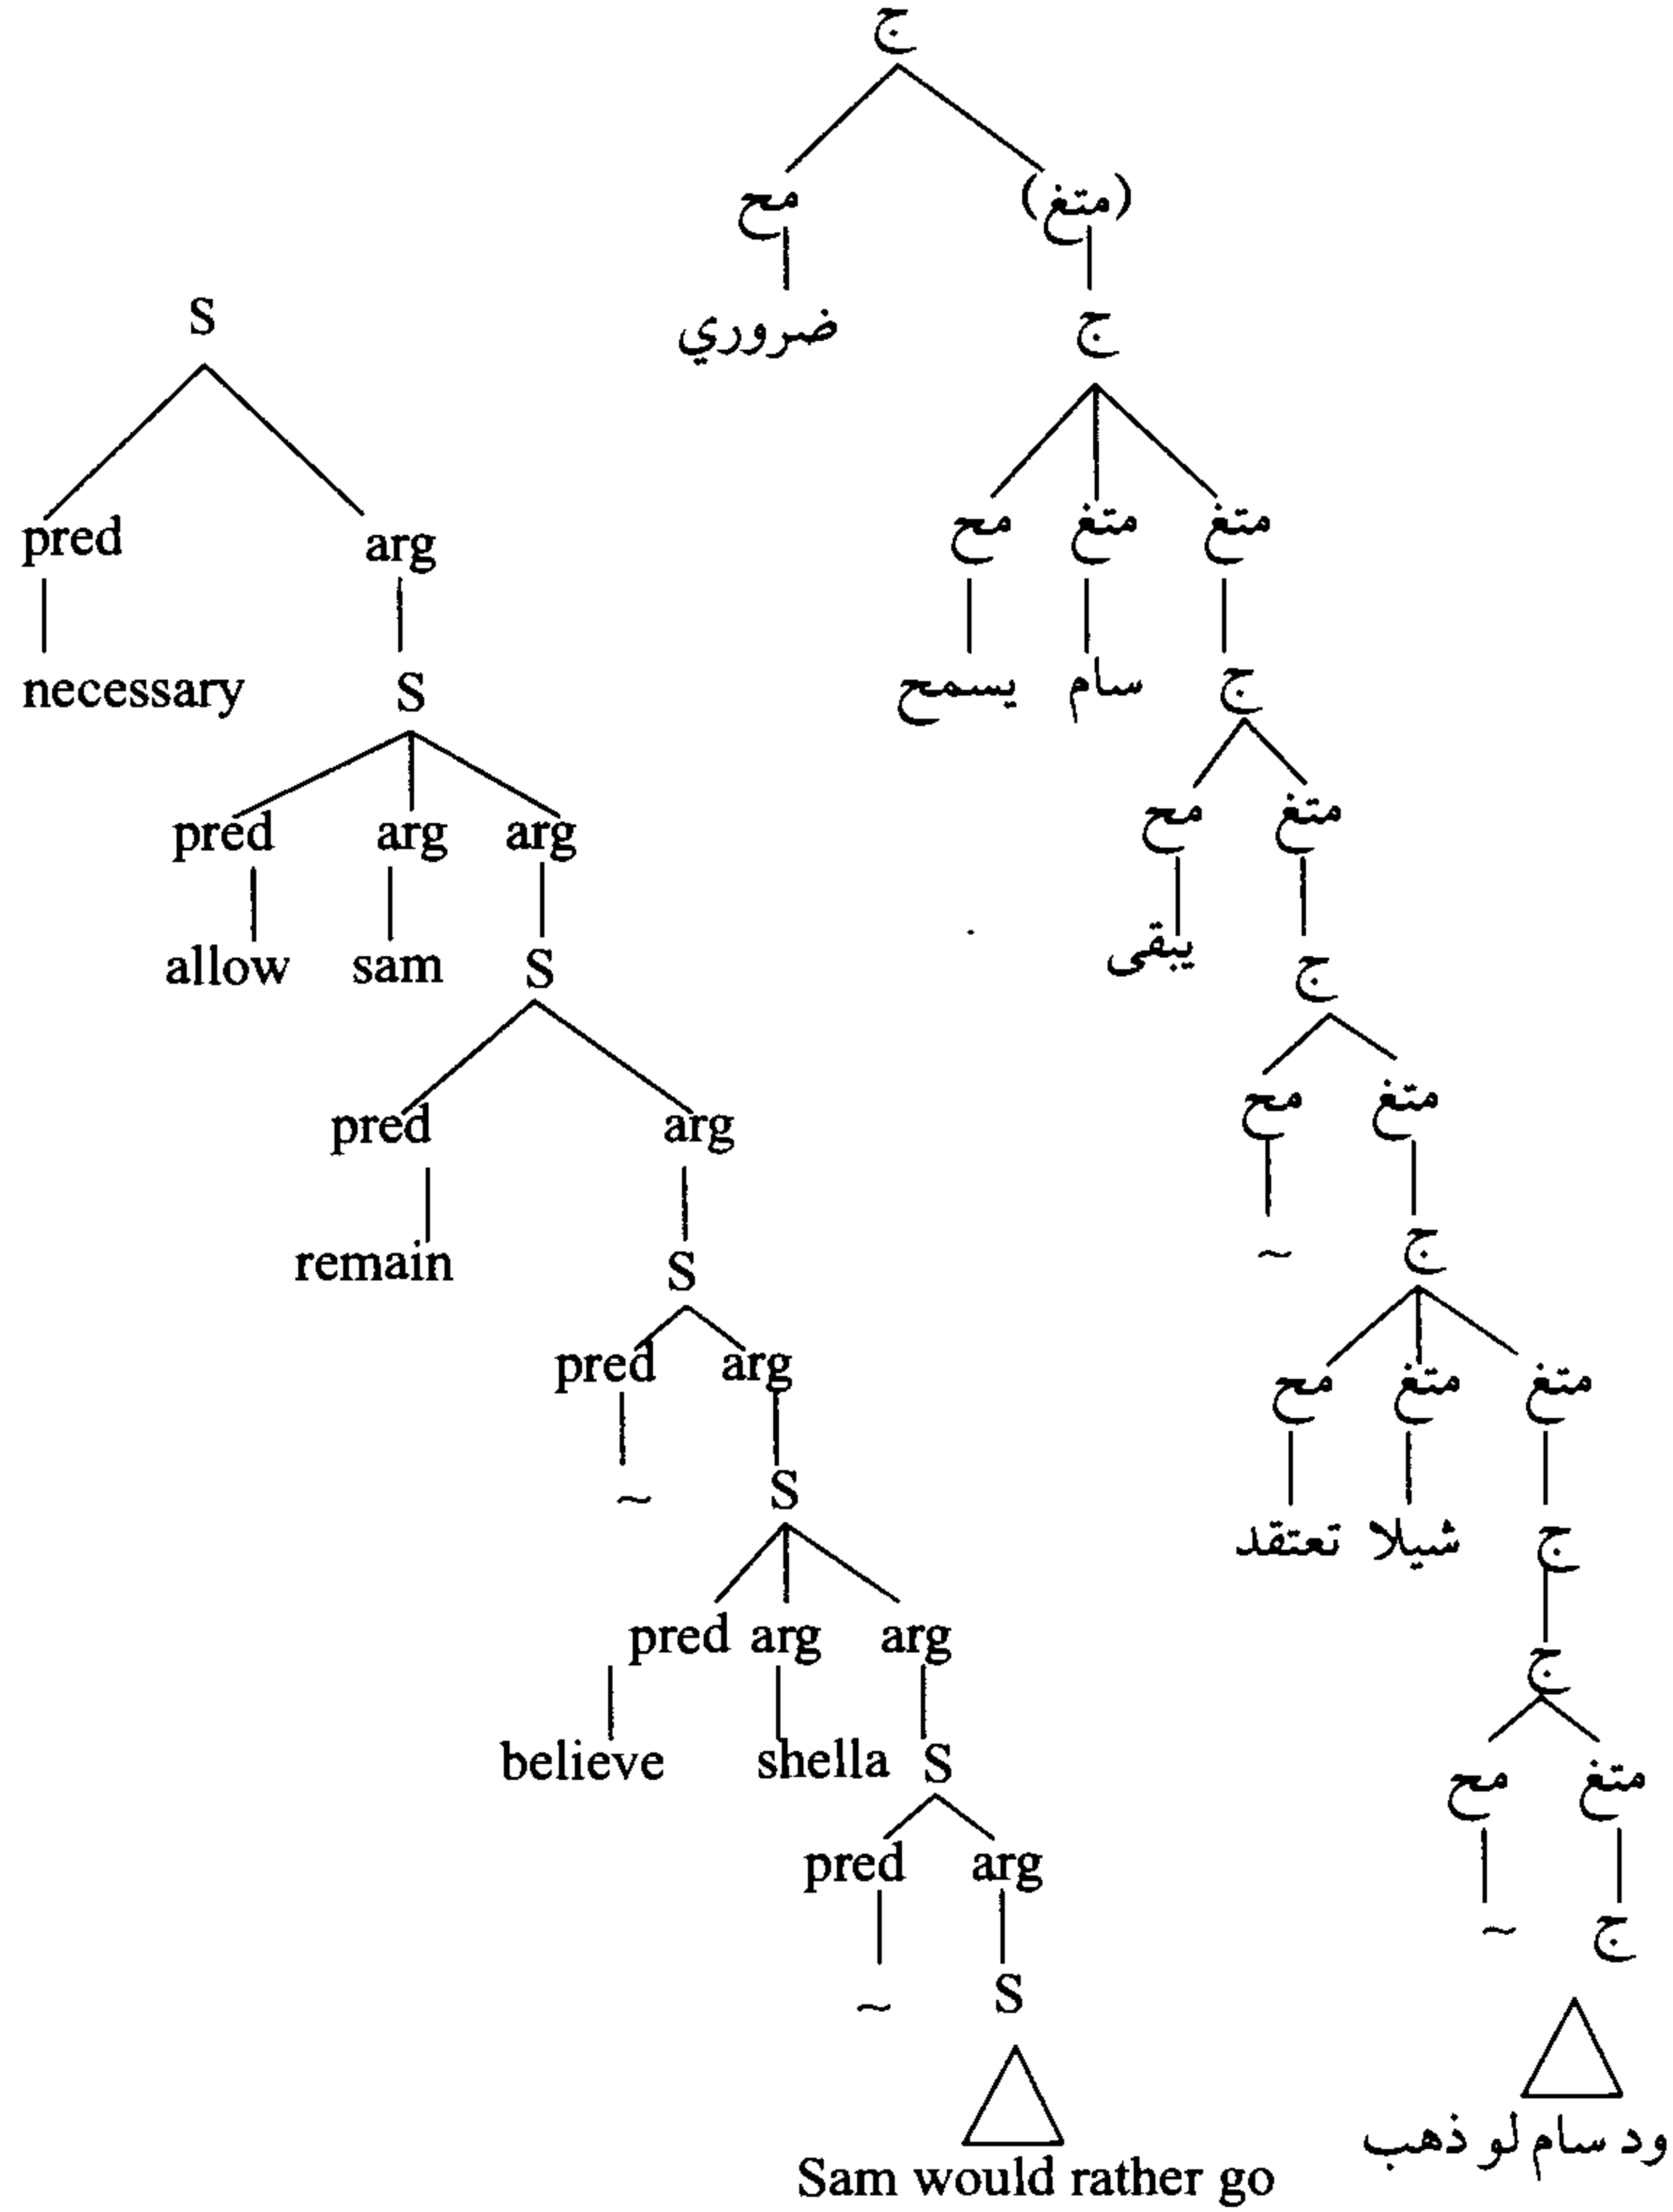 ج
مح (متغ)
ضروري ج
مح متغ متغ
يسمح سام ج
مح متغ
يبقى ج
مح متغ
~ ج
مح متغ متغ
تعتقد شيلا ج
ج
مح متغ
~ ج
ود سام لو ذهب
S
pred arg
necessary S
pred arg arg
allow sam S
pred arg
remain S
pred arg
~ S
pred arg arg
believe shella S
pred arg
~ S
Sam would rather go